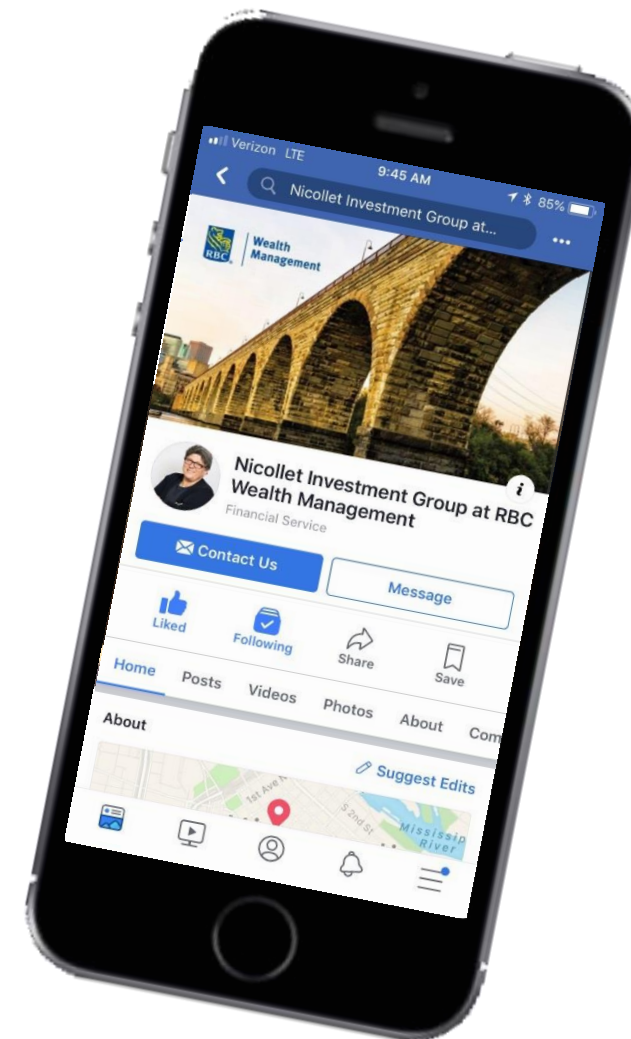 Verizon LTE 9:45 AM 85%
Nicollet Investment Group at...
RBC
Wealth
Management
Nicollet Investment Group at RBC
Wealth Management
Financial Service
Contact Us
Message
Liked
Following
Share
Save
Home Posts Videos Photos About Com
About
Suggest Edits
1st Ave N
S 2nd St
Mississip
River